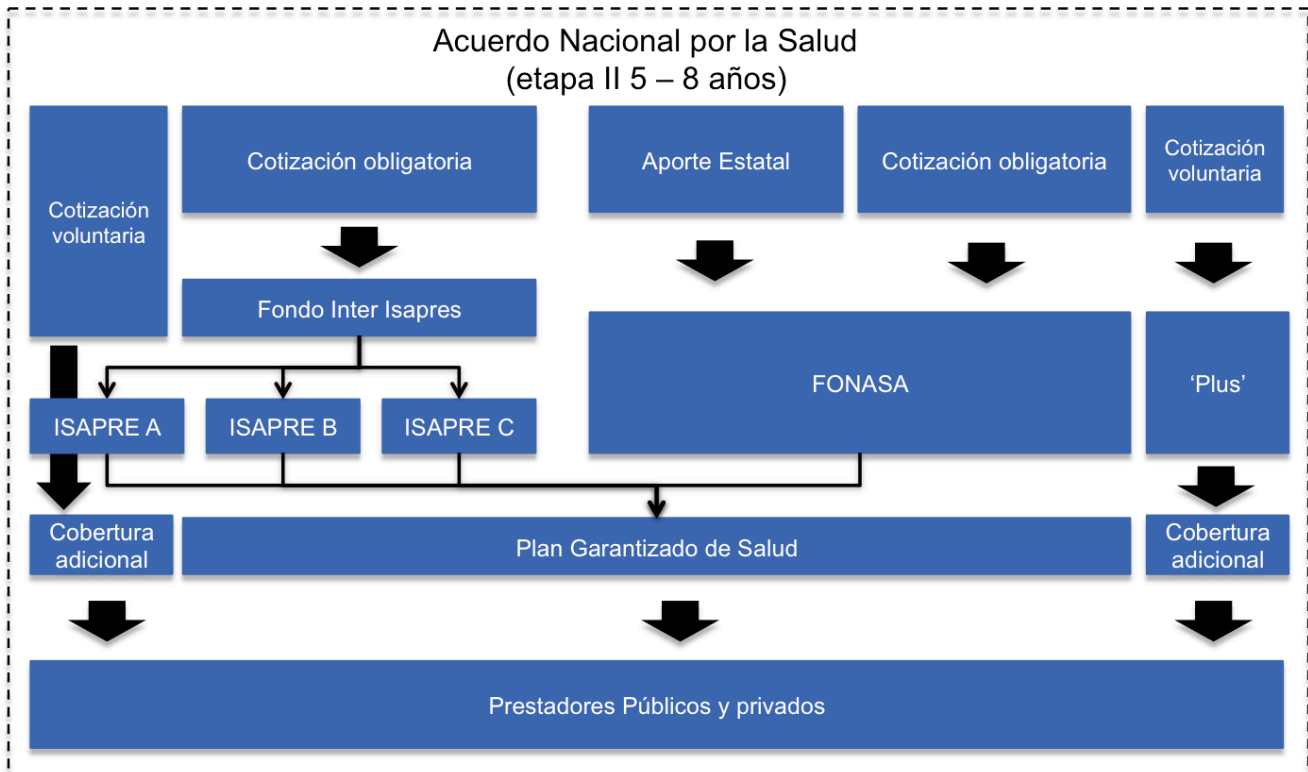 Acuerdo Nacional por la Salud
(etapa II 5 – 8 años)
Cotización
voluntaria
Cotización obligatoria
Aporte Estatal
Cotización obligatoria
Cotización
voluntaria
Fondo Inter Isapres
FONASA
‘Plus’
ISAPRE A
ISAPRE B
ISAPRE C
Cobertura
adicional
Plan Garantizado de Salud
Cobertura
adicional
Prestadores Públicos y privados